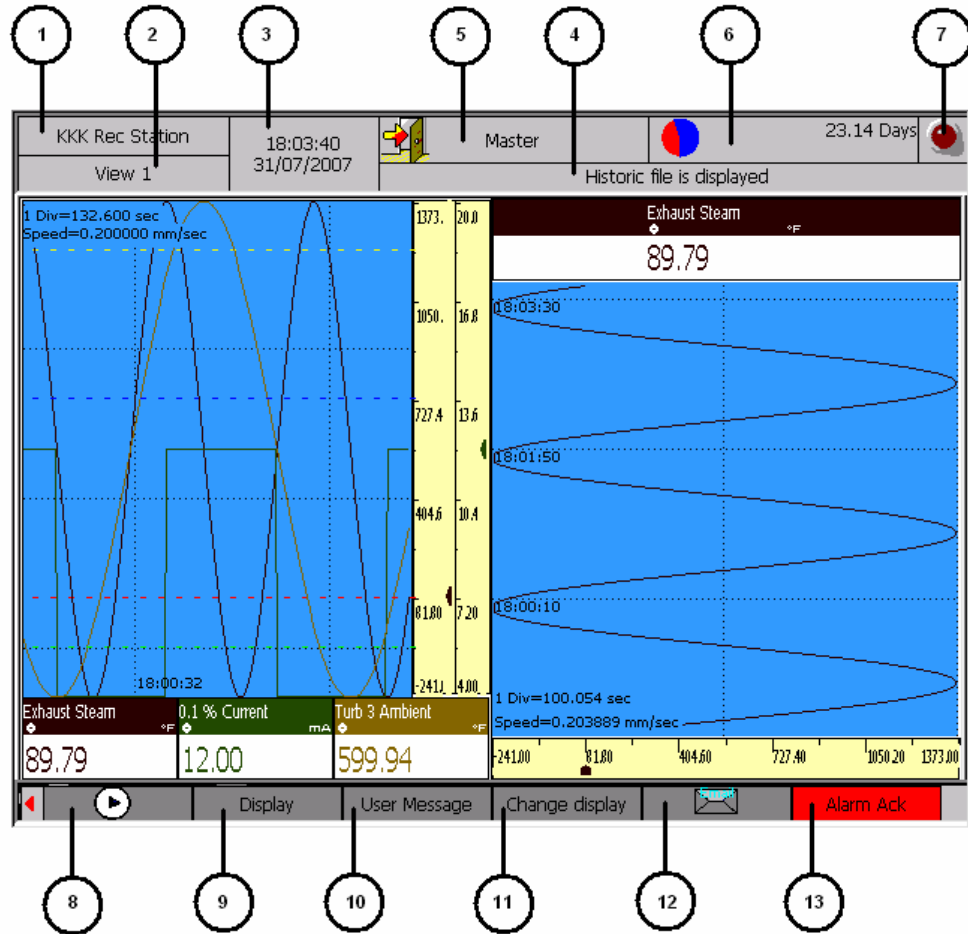 1 2 3 5 4 6 7
KKK Rec Station
View 1
18:03:40
31/07/2007
Master
23.14 Days
Historic file is displayed
1 Div=132.600 sec
Speed=0.200000 mm/sec
1373. 20.0
1050. 16.8
727.4 13.6
404.6 10.4
81.80 7.20
-241.( 4.00
18:00:32
Exhaust Steam
°F
89.79
0.1 % Current
mA
12.00
Turb 3 Ambient
°F
599.94
Exhaust Steam
°F
89.79
18:03:30
18:01:50
18:00:10
1 Div=100.054 sec
Speed=0.203889 mm/sec
-241.00 81.80 404.60 727.40 1050.20 1373.00
Display
User Message
Change display
Alarm Ack
8 9 10 11 12 13